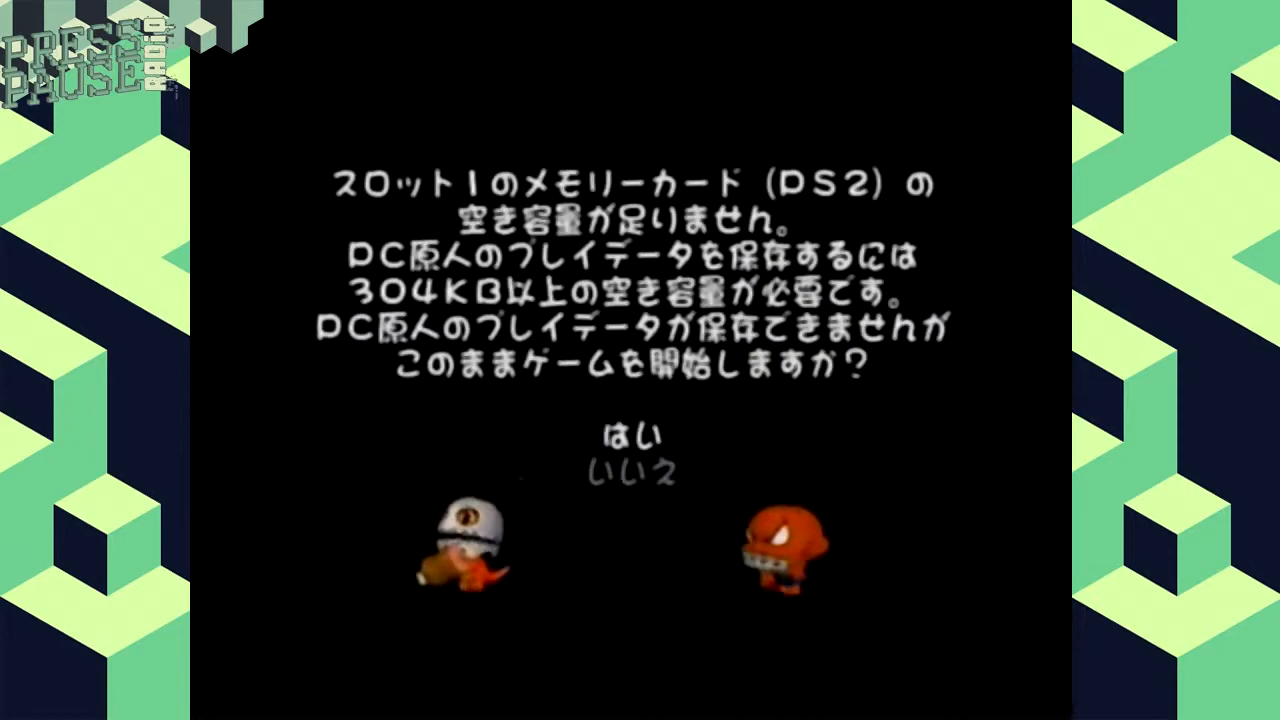 PRESS
PAUSE
RADIO
スロット1のメモリーカード（PS2）の
空き容量が足りません。
PC原人のプレイデータを保存するには
304KB以上の空き容量が必要です。
PC原人のプレイデータが保存できませんが
このままゲームを開始しますか？
はい
いいえ